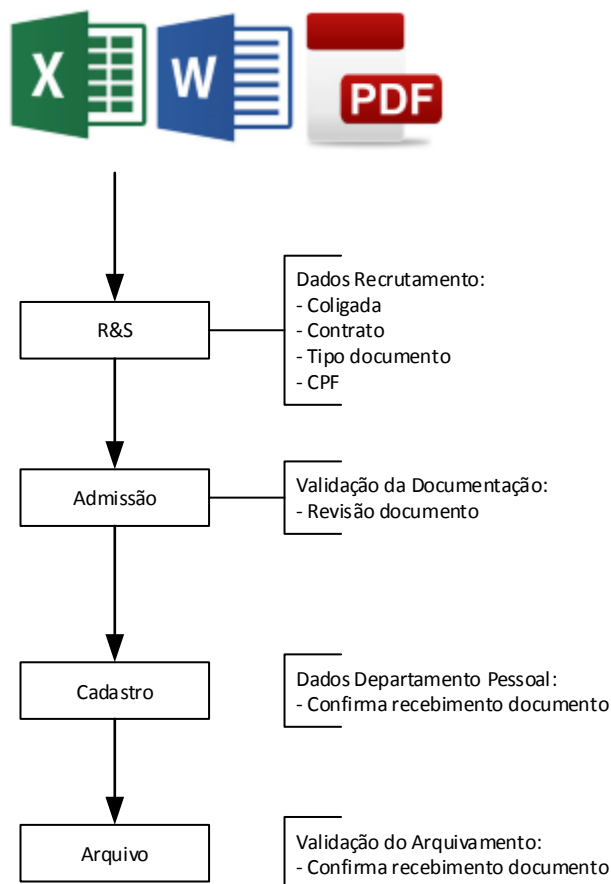 X
W
PDF
R&S
Dados Recrutamento:
- Coligada
- Contrato
- Tipo documento
- CPF
Admissão
Validação da Documentação:
- Revisão documento
Cadastro
Dados Departamento Pessoal:
- Confirma recebimento documento
Arquivo
Validação do Arquivamento:
- Confirma recebimento documento